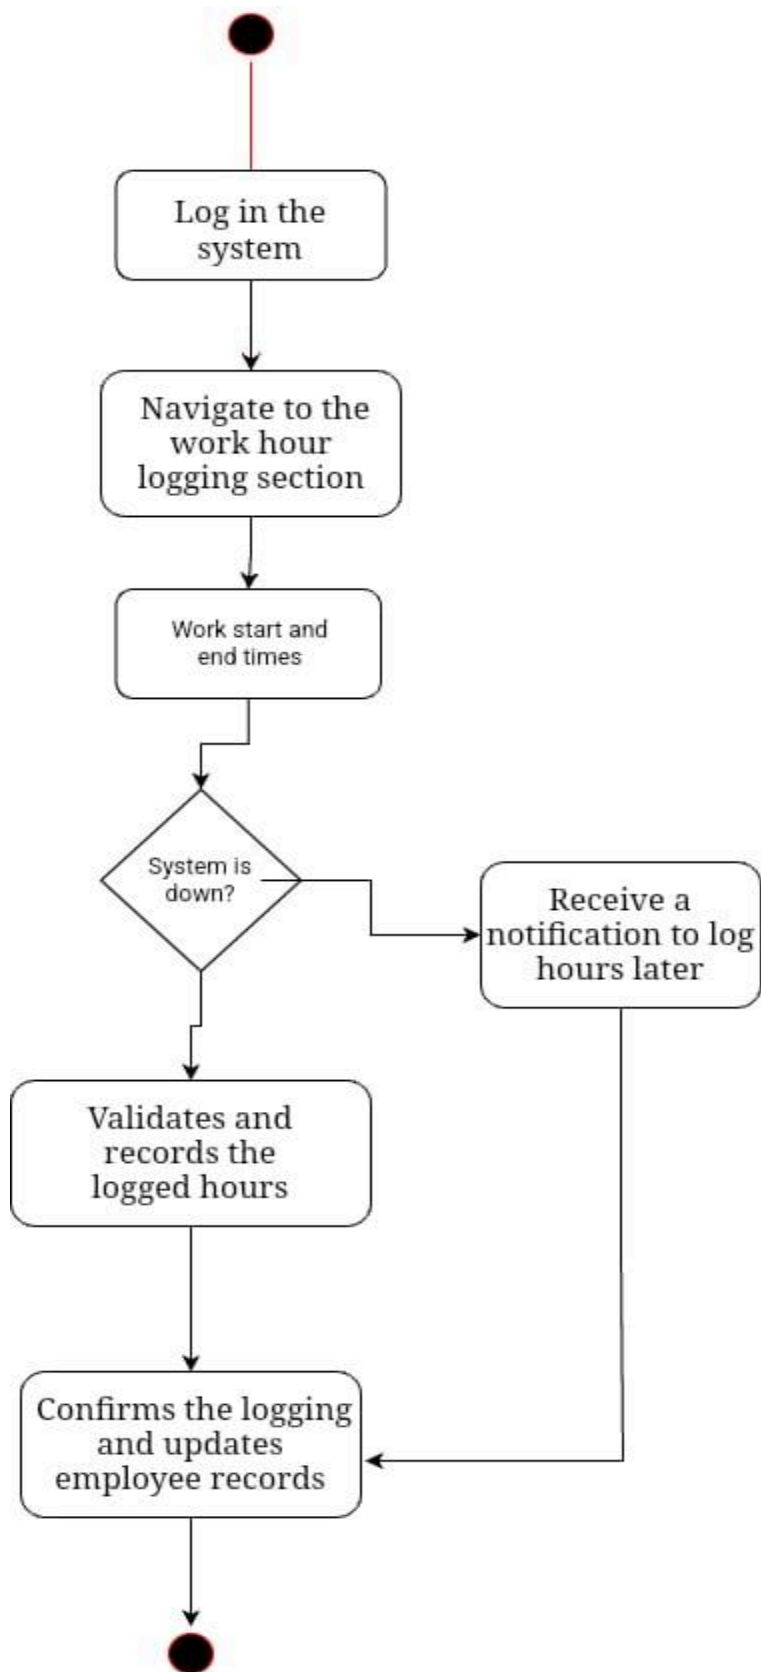 Log in the
system
Navigate to the
work hour
logging section
Work start and
end times
System is
down?
Receive a
notification to log
hours later
Validates and
records the
logged hours
Confirms the logging
and updates
employee records